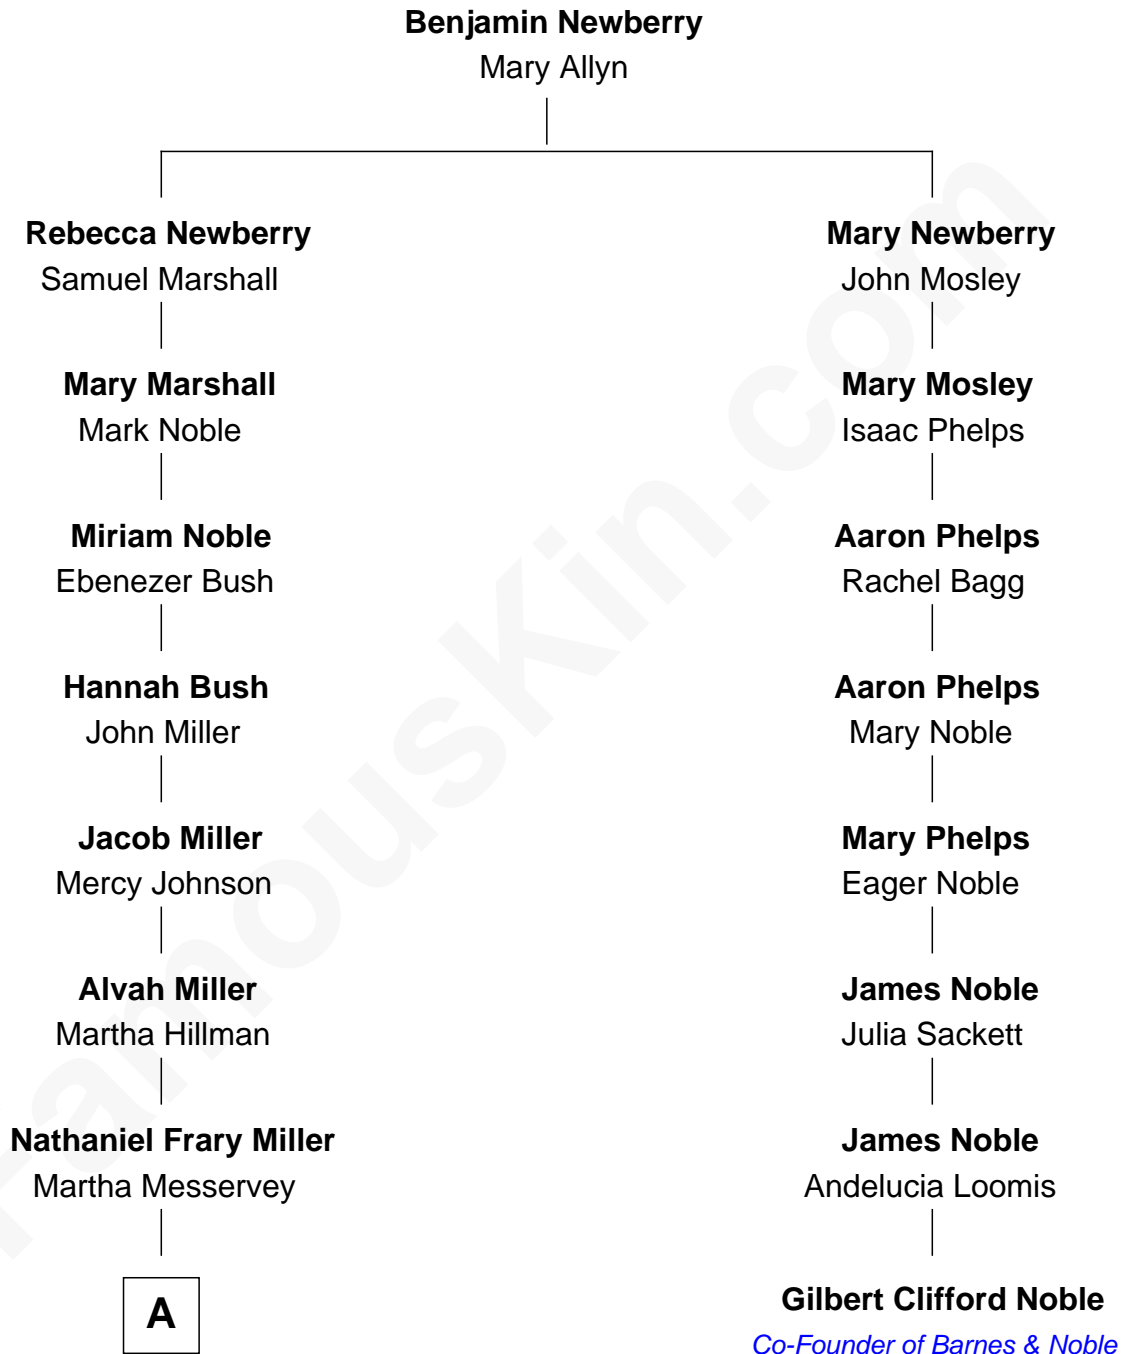 Benjamin Newberry
Mary Allyn
Rebecca Newberry
Samuel Marshall
Mary Marshall
Mark Noble
Miriam Noble
Ebenezer Bush
Hannah Bush
John Miller
Jacob Miller
Mercy Johnson
Alvah Miller
Martha Hillman
Nathaniel Frary Miller
Martha Messervey
A
Mary Newberry
John Mosley
Mary Mosley
Isaac Phelps
Aaron Phelps
Rachel Bagg
Aaron Phelps
Mary Noble
Mary Phelps
Eager Noble
James Noble
Julia Sackett
James Noble
Andelucia Loomis
Gilbert Clifford Noble
Co-Founder of Barnes & Noble
FamousKin.com